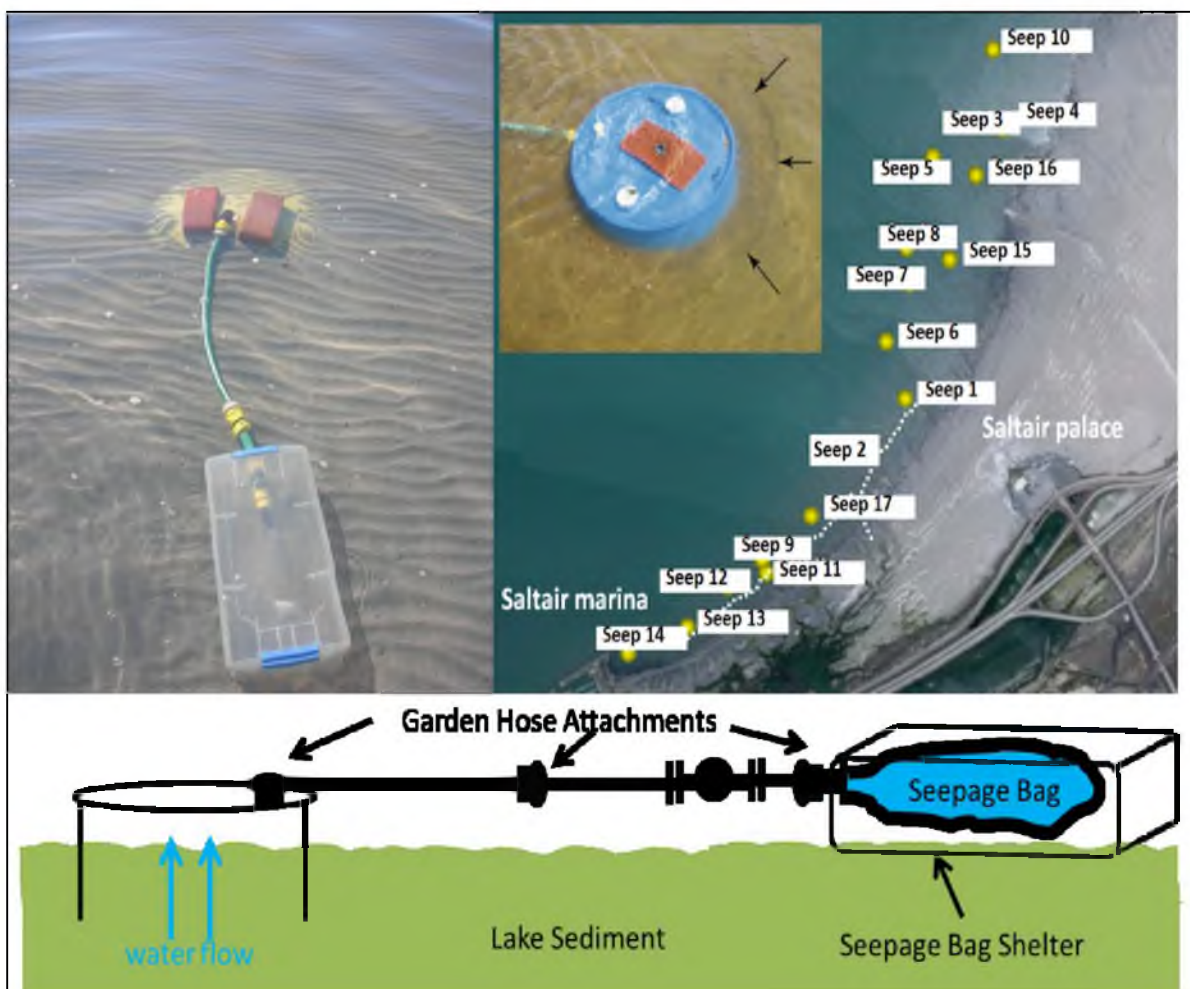 Seep 10
Seep 3
Seep 4
Seep 5
Seep 16
Seep 8
Seep 15
Seep 7
Seep 6
Seep 1
Saltair palace
Seep 2
Seep 17
Seep 9
Seep 11
Seep 12
Saltair marina
Seep 13
Seep 14
Garden Hose Attachments
Seepage Bag
water flow
Lake Sediment
Seepage Bag Shelter